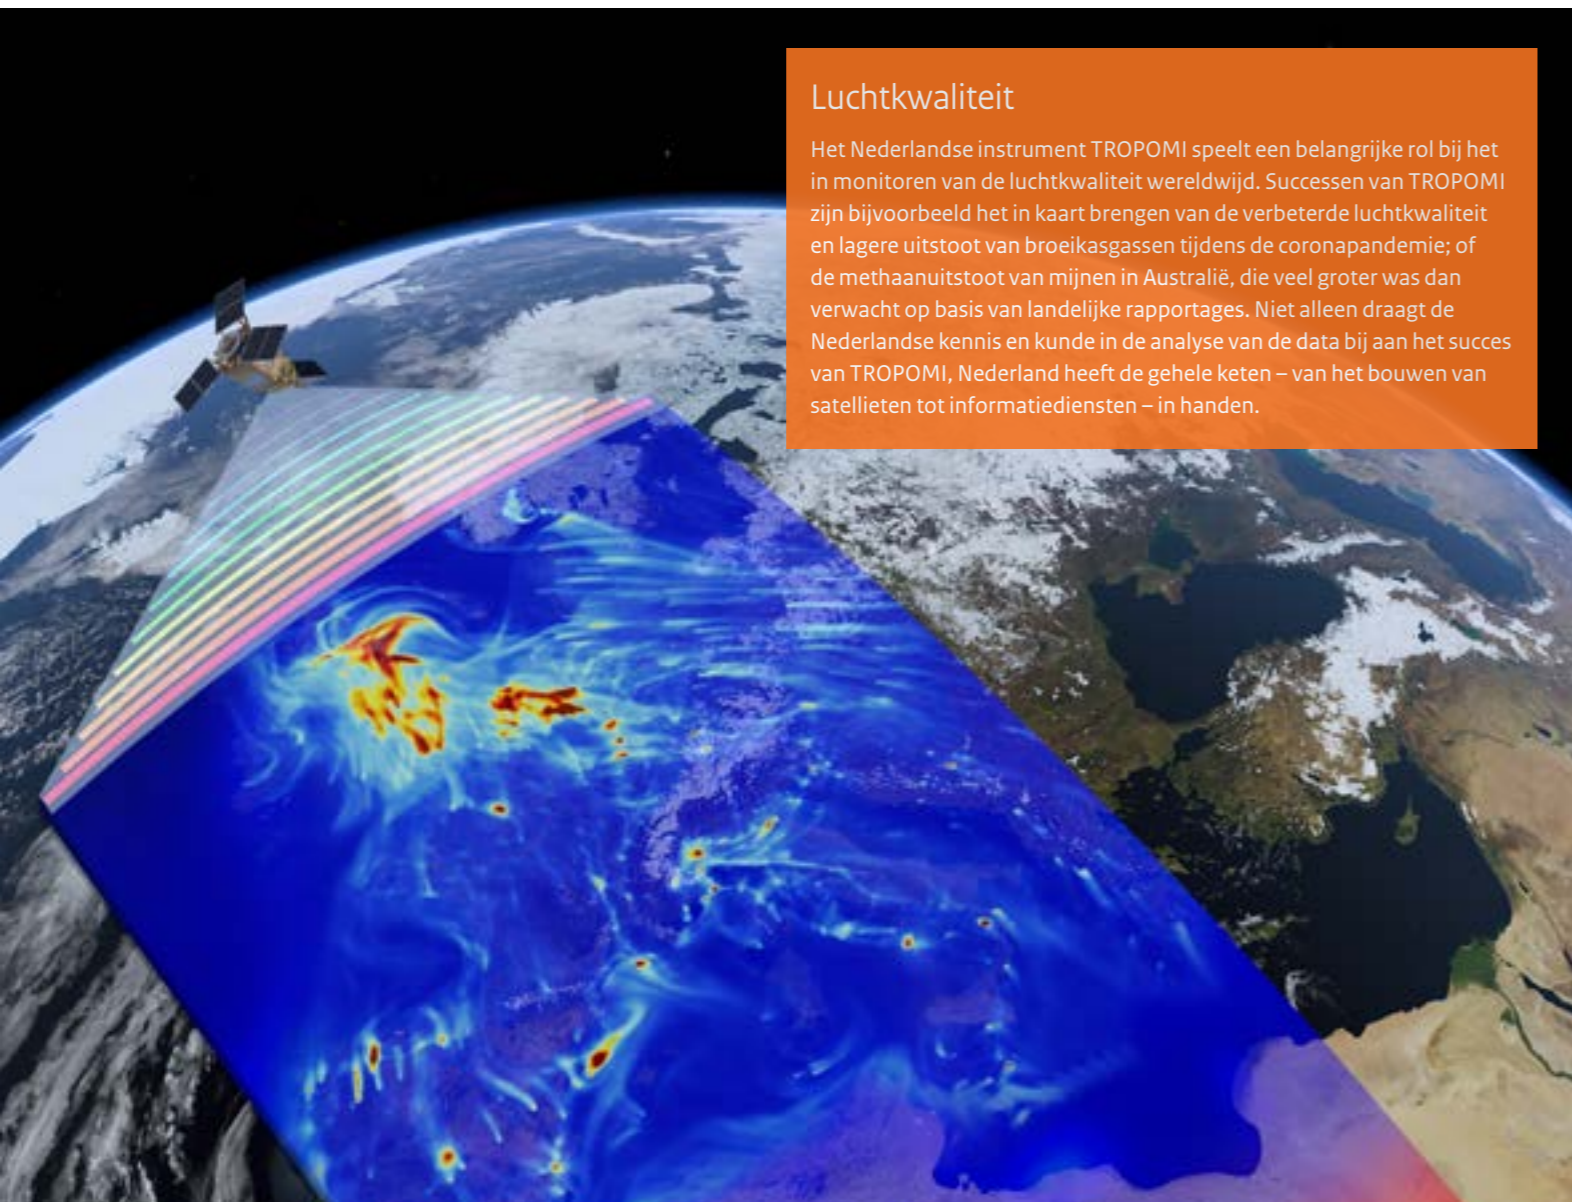 Luchtkwaliteit
Het Nederlandse instrument TROPOMI speelt een belangrijke rol bij het
in monitoren van de luchtkwaliteit wereldwijd. Successen van TROPOMI
zijn bijvoorbeeld het in kaart brengen van de verbeterde luchtkwaliteit
en lagere uitstoot van broeikasgassen tijdens de coronapandemie; of
de methaanuitstoot van mijnen in Australië, die veel groter was dan
verwacht op basis van landelijke rapportages. Niet alleen draagt de
Nederlandse kennis en kunde in de analyse van de data bij aan het succes
van TROPOMI, Nederland heeft de gehele keten – van het bouwen van
satellieten tot informatiediensten – in handen.